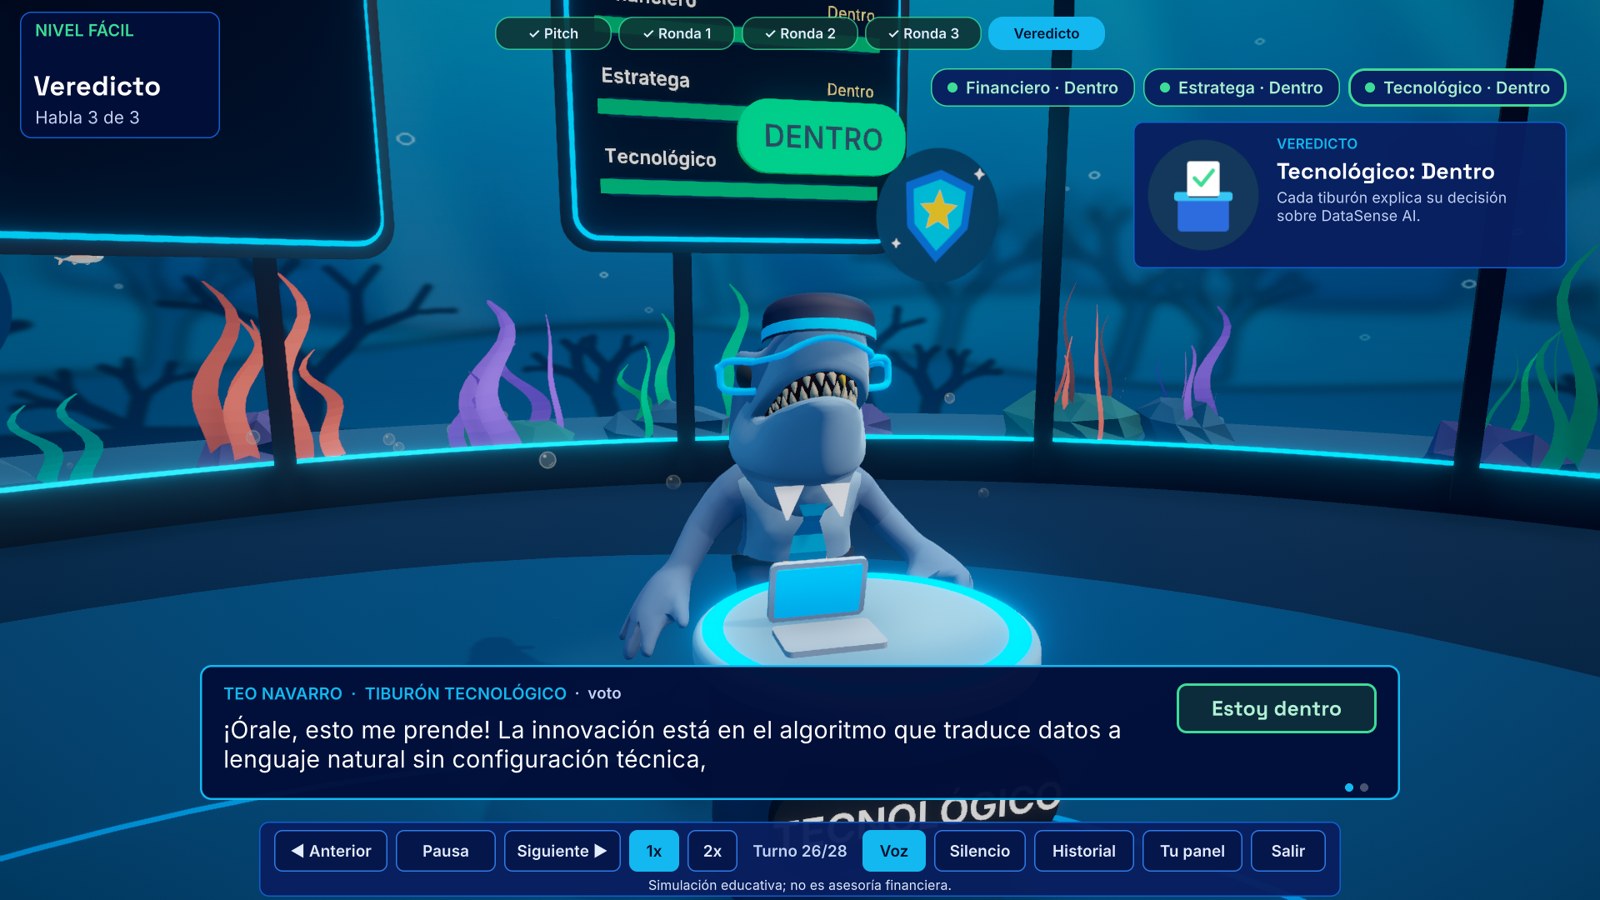 NIVEL FÁCIL
Veredicto
Habla 3 de 3
✓ Pitch
✓ Ronda 1
✓ Ronda 2
✓ Ronda 3
Veredicto
Financiero · Dentro
Estratega · Dentro
Tecnológico · Dentro
Dentro
Estratega
Dentro
DENTRO
Tecnológico
VEREDICTO
Tecnológico: Dentro
Cada tiburón explica su decisión
sobre DataSense AI.
TEO NAVARRO · TIBURÓN TECNOLÓGICO · voto
¡Órale, esto me prende! La innovación está en el algoritmo que traduce datos a
lenguaje natural sin configuración técnica,
Estoy dentro
TECNOLÓGICO
◀ Anterior
Pausa
Siguiente ▶
1x
2x
Turno 26/28
Voz
Silencio
Historial
Tu panel
Salir
Simulación educativa; no es asesoría financiera.